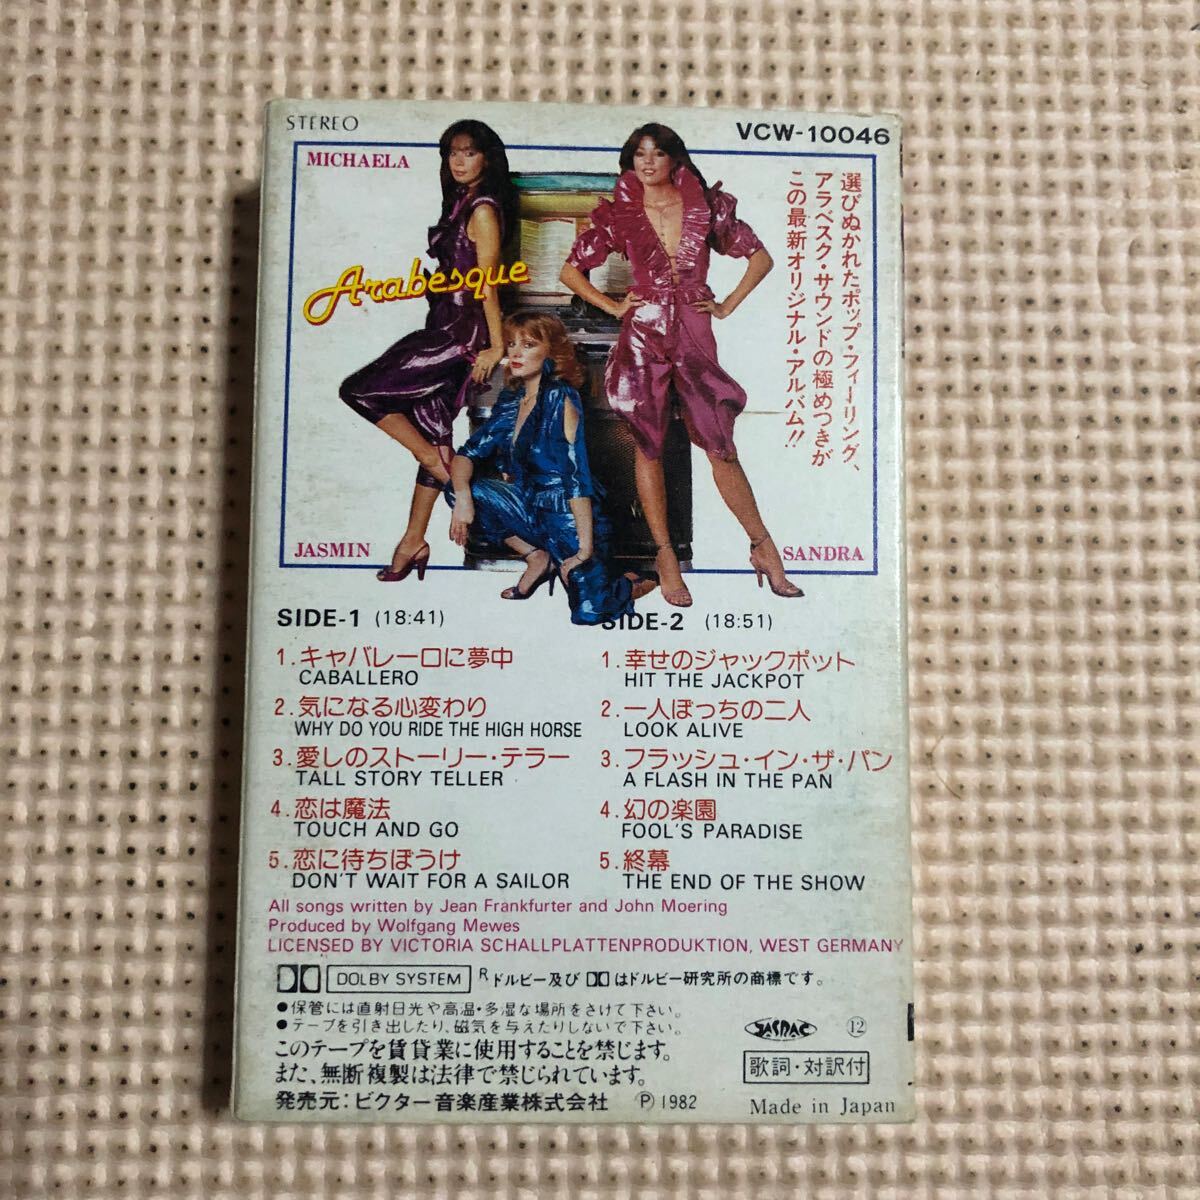 STEREO
VCW-10046
MICHAELA
Arabesque
選びぬかれたポップ・フィーリング、
アラベスク・サウンドの極めつきが
この最新オリジナル・アルバム!!
JASMIN
SANDRA
SIDE-1 (18:41)
1.キャバレーロに夢中
CABALLERO
2.気になる心変わり
WHY DO YOU RIDE THE HIGH HORSE
3.愛しのストーリー・テラー
TALL STORY TELLER
4.恋は魔法
TOUCH AND GO
5.恋に待ちぼうけ
DON'T WAIT FOR A SAILOR
SIDE-2 (18:51)
1.幸せのジャックポット
HIT THE JACKPOT
2.一人ぼっちの二人
LOOK ALIVE
3.フラッシュ・イン・ザ・パン
A FLASH IN THE PAN
4.幻の楽園
FOOL'S PARADISE
5.終幕
THE END OF THE SHOW
All songs written by Jean Frankfurter and John Moering
Produced by Wolfgang Mewes
LICENSED BY VICTORIA SCHALLPLATTENPRODUKTION, WEST GERMANY
DOLBY SYSTEM R ドルビー及び はドルビー研究所の商標です。
●保管には直射日光や高温・多湿な場所をさけて下さい。
●テープを引き出したり、磁気を与えたりしないで下さい。
JASRAC ⑫
このテープを賃貸業に使用することを禁じます。
また、無断複製は法律で禁じられています。
歌詞・対訳付
発売元:ビクター音楽産業株式会社 Ⓟ1982
Made in Japan